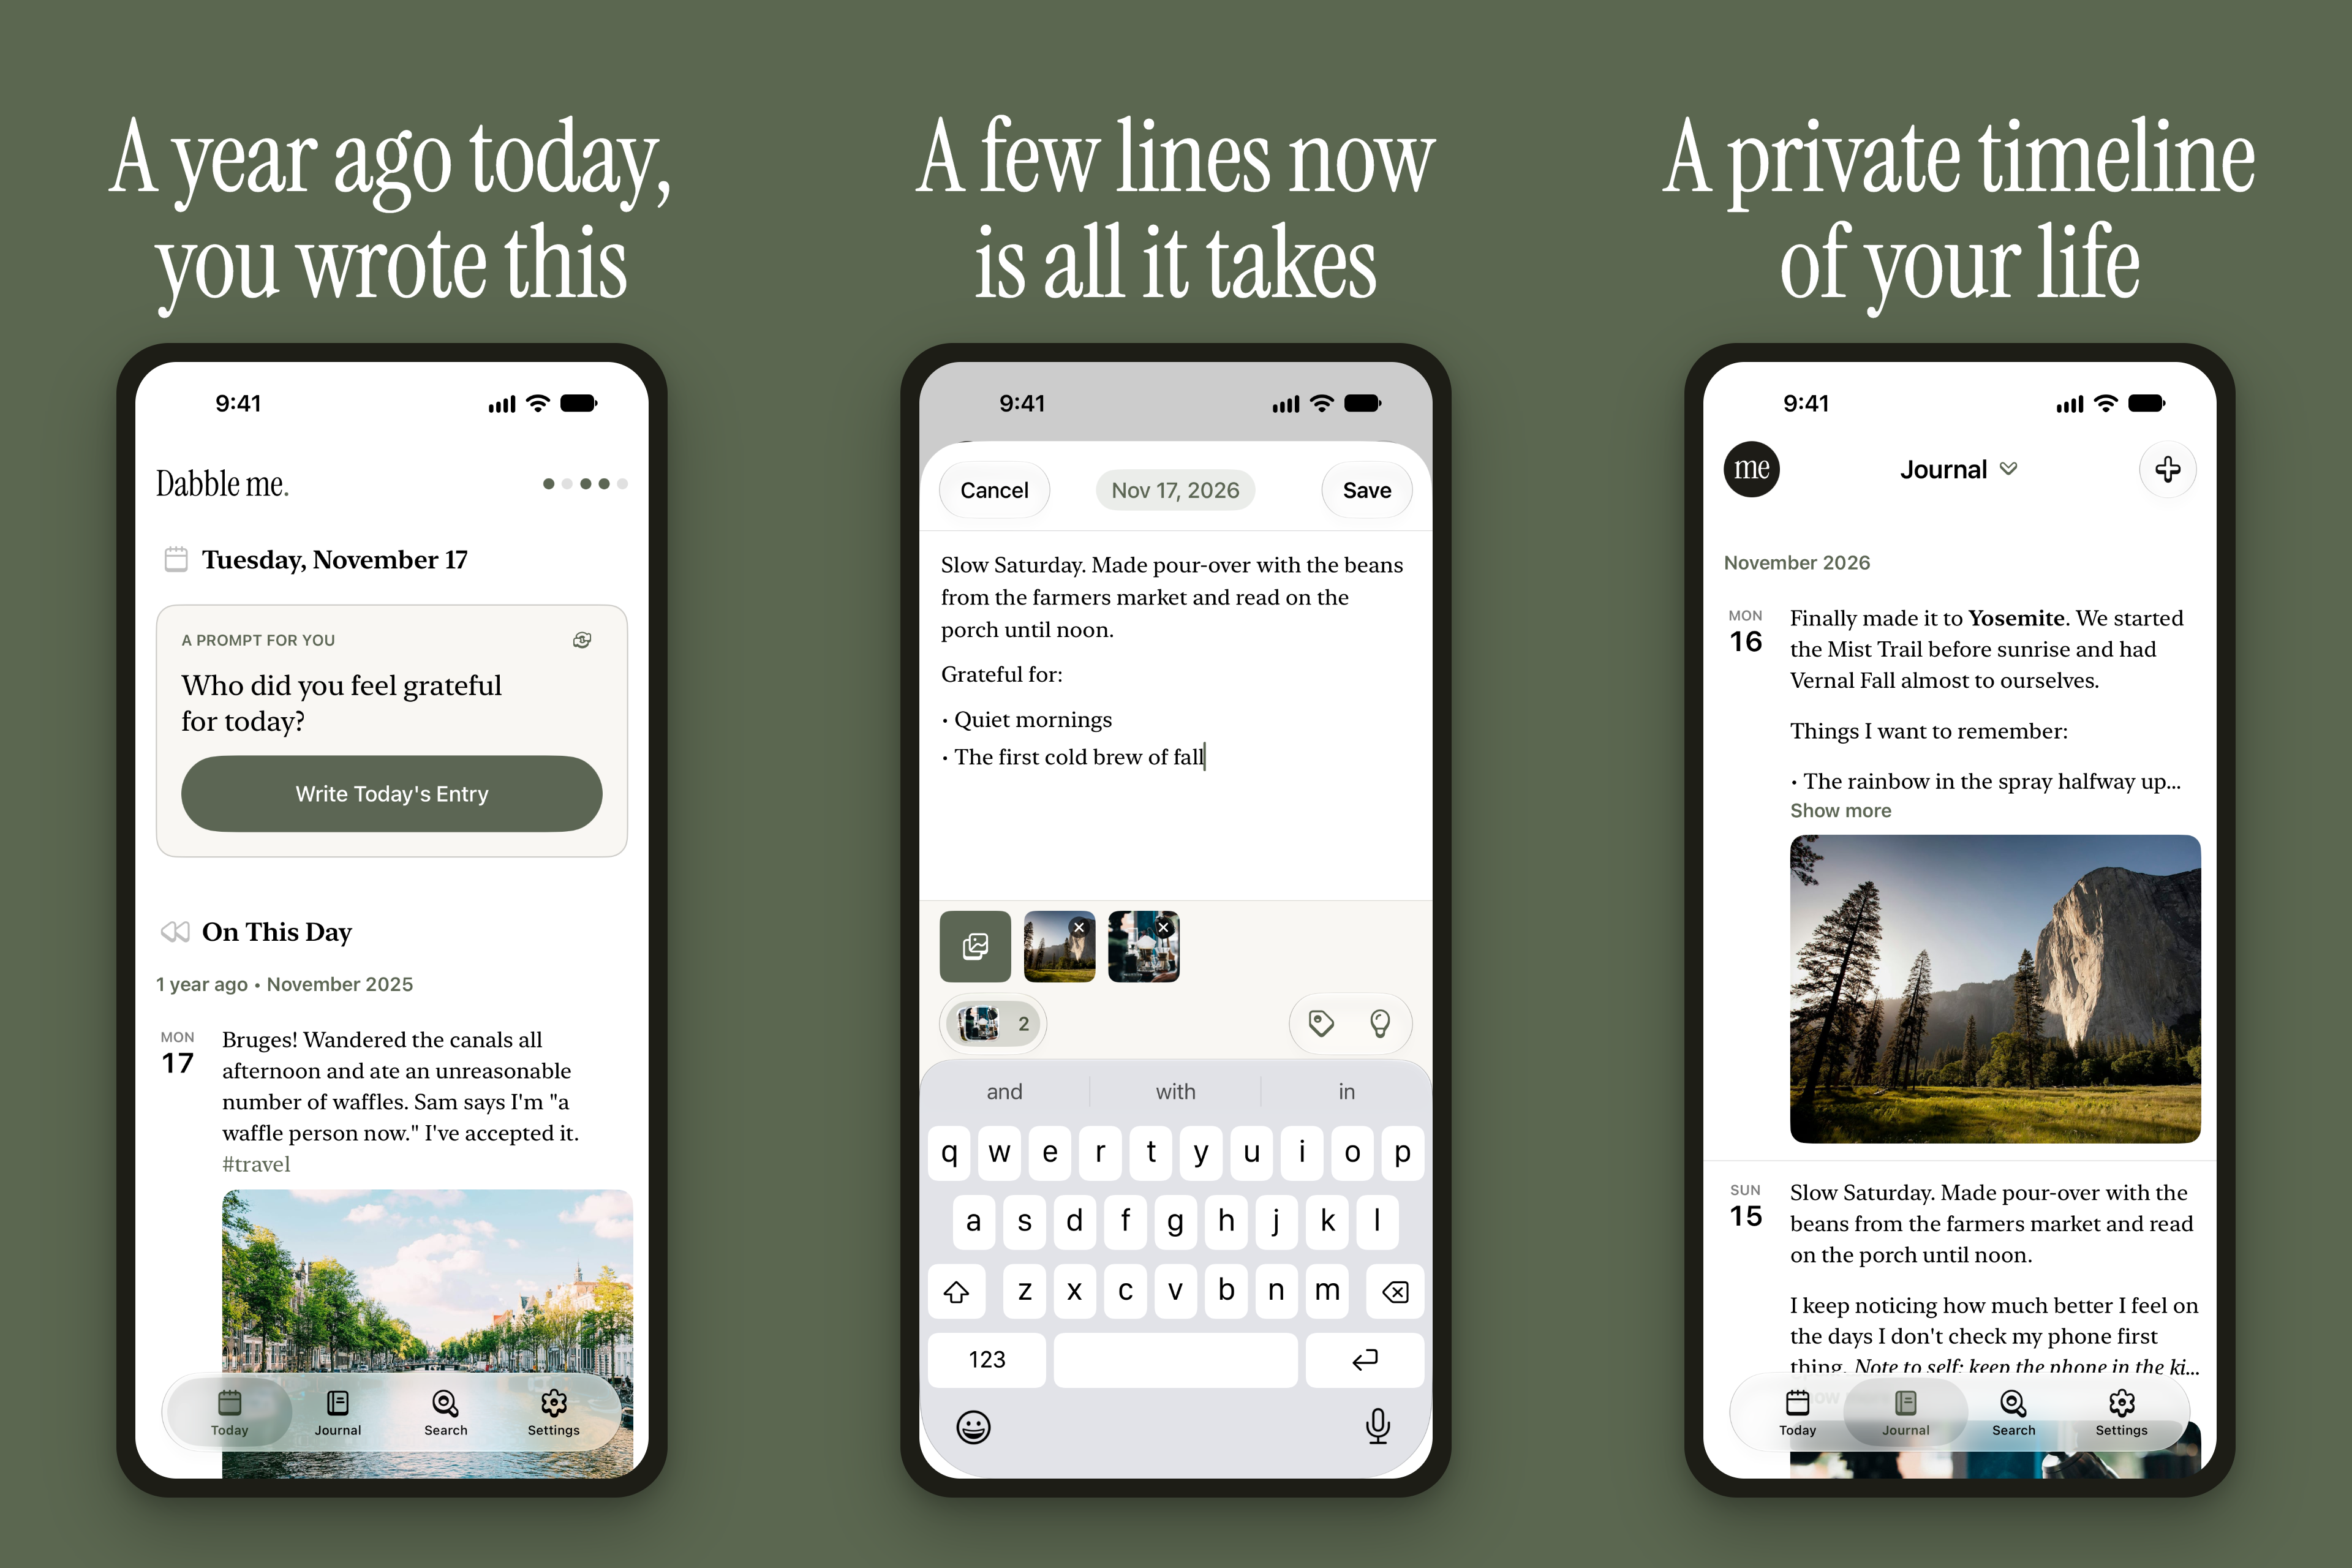 A year ago today,
you wrote this
9:41
Dabble me.
Tuesday, November 17
A PROMPT FOR YOU
Who did you feel grateful
for today?
Write Today's Entry
On This Day
1 year ago • November 2025
MON
17
Bruges! Wandered the canals all
afternoon and ate an unreasonable
number of waffles. Sam says I'm "a
waffle person now." I've accepted it.
#travel
Today
Journal
Search
Settings
A few lines now
is all it takes
9:41
Cancel
Nov 17, 2026
Save
Slow Saturday. Made pour-over with the beans
from the farmers market and read on the
porch until noon.
Grateful for:
• Quiet mornings
• The first cold brew of fall
2
and with in
q w e r t y u i o p
a s d f g h j k l
z x c v b n m
123
A private timeline
of your life
9:41
me
Journal
November 2026
MON
16
Finally made it to Yosemite. We started
the Mist Trail before sunrise and had
Vernal Fall almost to ourselves.
Things I want to remember:
• The rainbow in the spray halfway up...
Show more
SUN
15
Slow Saturday. Made pour-over with the
beans from the farmers market and read
on the porch until noon.
I keep noticing how much better I feel on
the days I don't check my phone first
thing. Note to self: keep the phone in the ki...
Today
Journal
Search
Settings